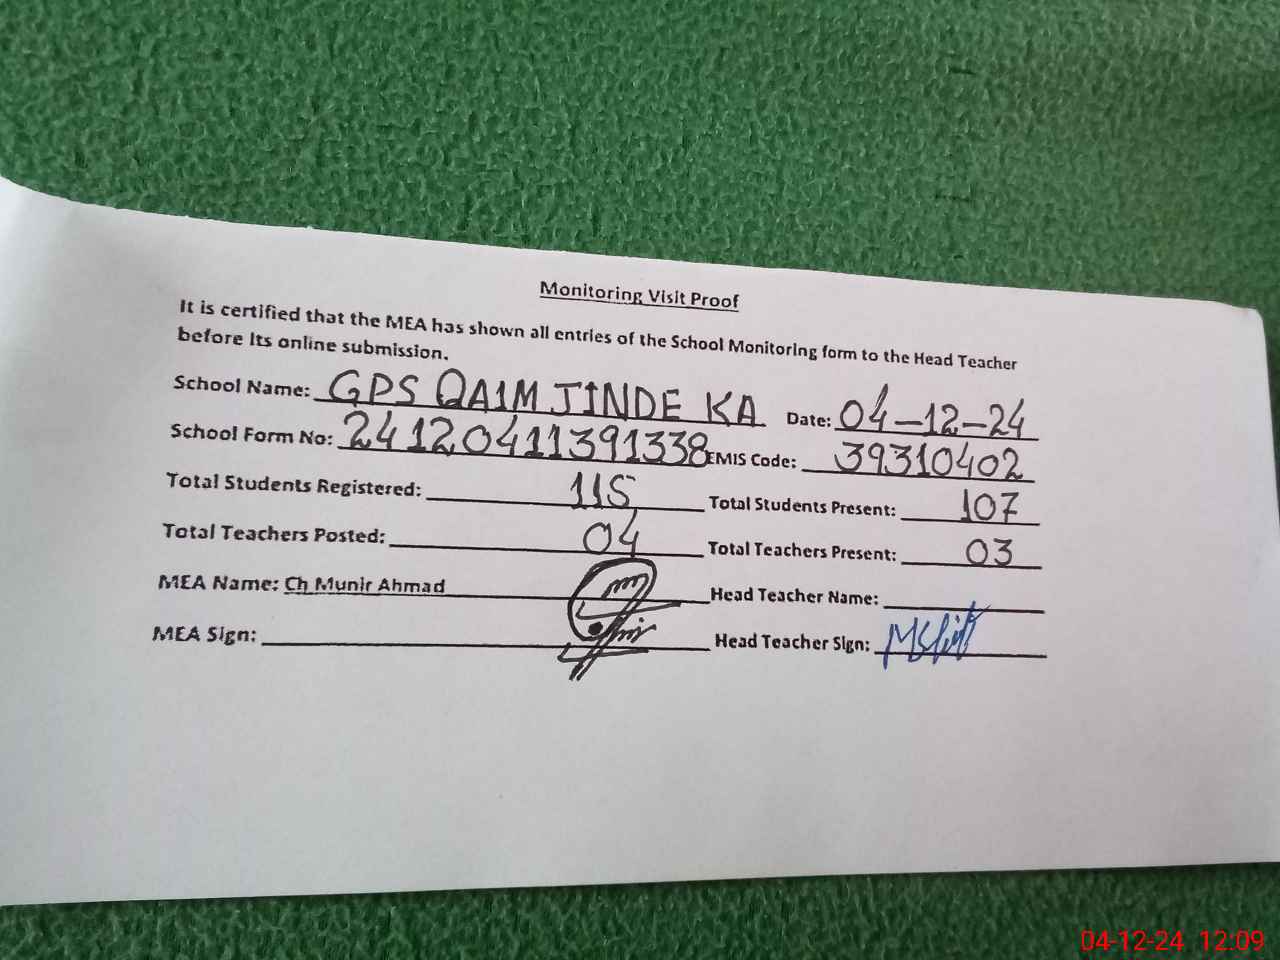 Monitoring Visit Proof
It is certified that the MEA has shown all entries of the School Monitoring form to the Head Teacher
before its online submission.
School Name: GPS QAIM JINDE KA Date: 04-12-24
School Form No: 24120411391338 EMIS Code: 39310402
Total Students Registered: 115 Total Students Present: 107
Total Teachers Posted: 04 Total Teachers Present: 03
MEA Name: Ch Munir Ahmad Head Teacher Name:
MEA Sign: Head Teacher Sign:
04-12-24 12:09